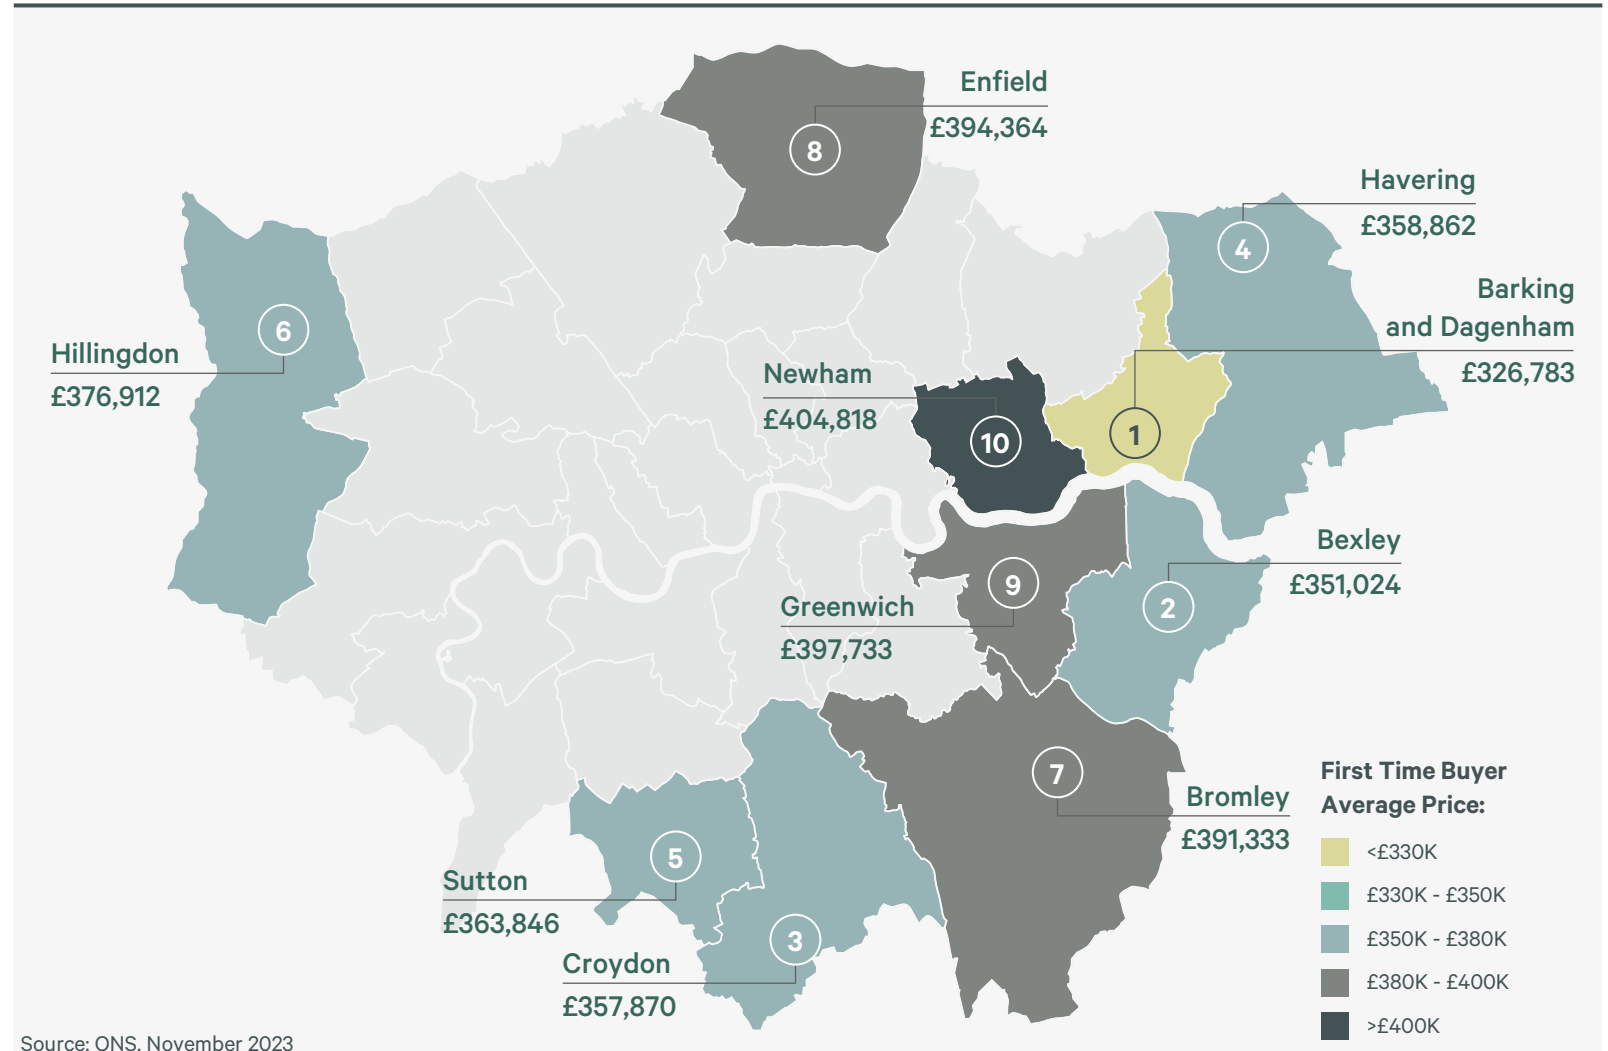 Enfield
£394,364
8
Havering
£358,862
4
Barking
and Dagenham
£326,783
1
Hillingdon
£376,912
6
Newham
£404,818
10
Bexley
£351,024
2
Greenwich
£397,733
9
Bromley
£391,333
7
Sutton
£363,846
5
Croydon
£357,870
3
First Time Buyer
Average Price:
<£330K
£330K - £350K
£350K - £380K
£380K - £400K
>£400K
Source: ONS. November 2023